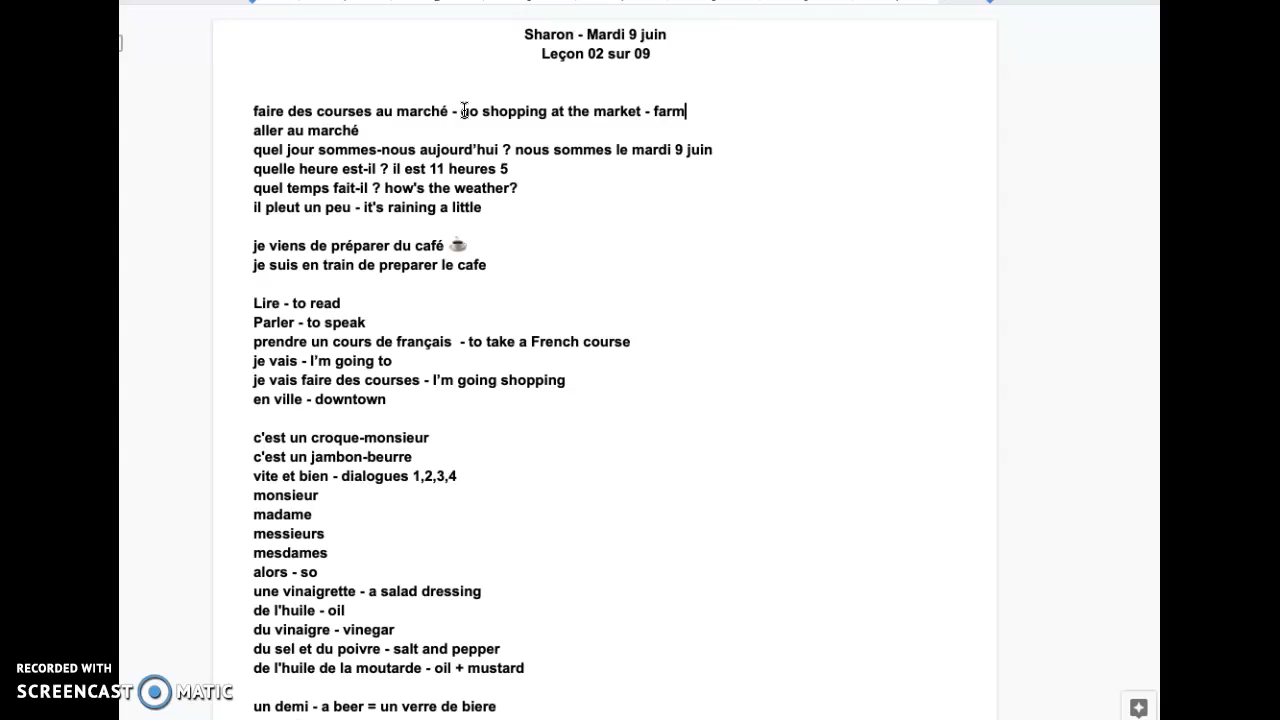 Sharon - Mardi 9 juin
Leçon 02 sur 09
faire des courses au marché - go shopping at the market - farm
aller au marché
quel jour sommes-nous aujourd'hui ? nous sommes le mardi 9 juin
quelle heure est-il ? il est 11 heures 5
quel temps fait-il ? how's the weather?
il pleut un peu - it's raining a little
je viens de préparer du café ☕
je suis en train de preparer le cafe
Lire - to read
Parler - to speak
prendre un cours de français  - to take a French course
je vais - I’m going to
je vais faire des courses - I’m going shopping
en ville - downtown
c'est un croque-monsieur
c'est un jambon-beurre
vite et bien - dialogues 1,2,3,4
monsieur
madame
messieurs
mesdames
alors - so
une vinaigrette - a salad dressing
de l'huile - oil
du vinaigre - vinegar
du sel et du poivre - salt and pepper
de l'huile de la moutarde - oil + mustard
un demi - a beer = un verre de biere
RECORDED WITH
SCREENCAST MATIC